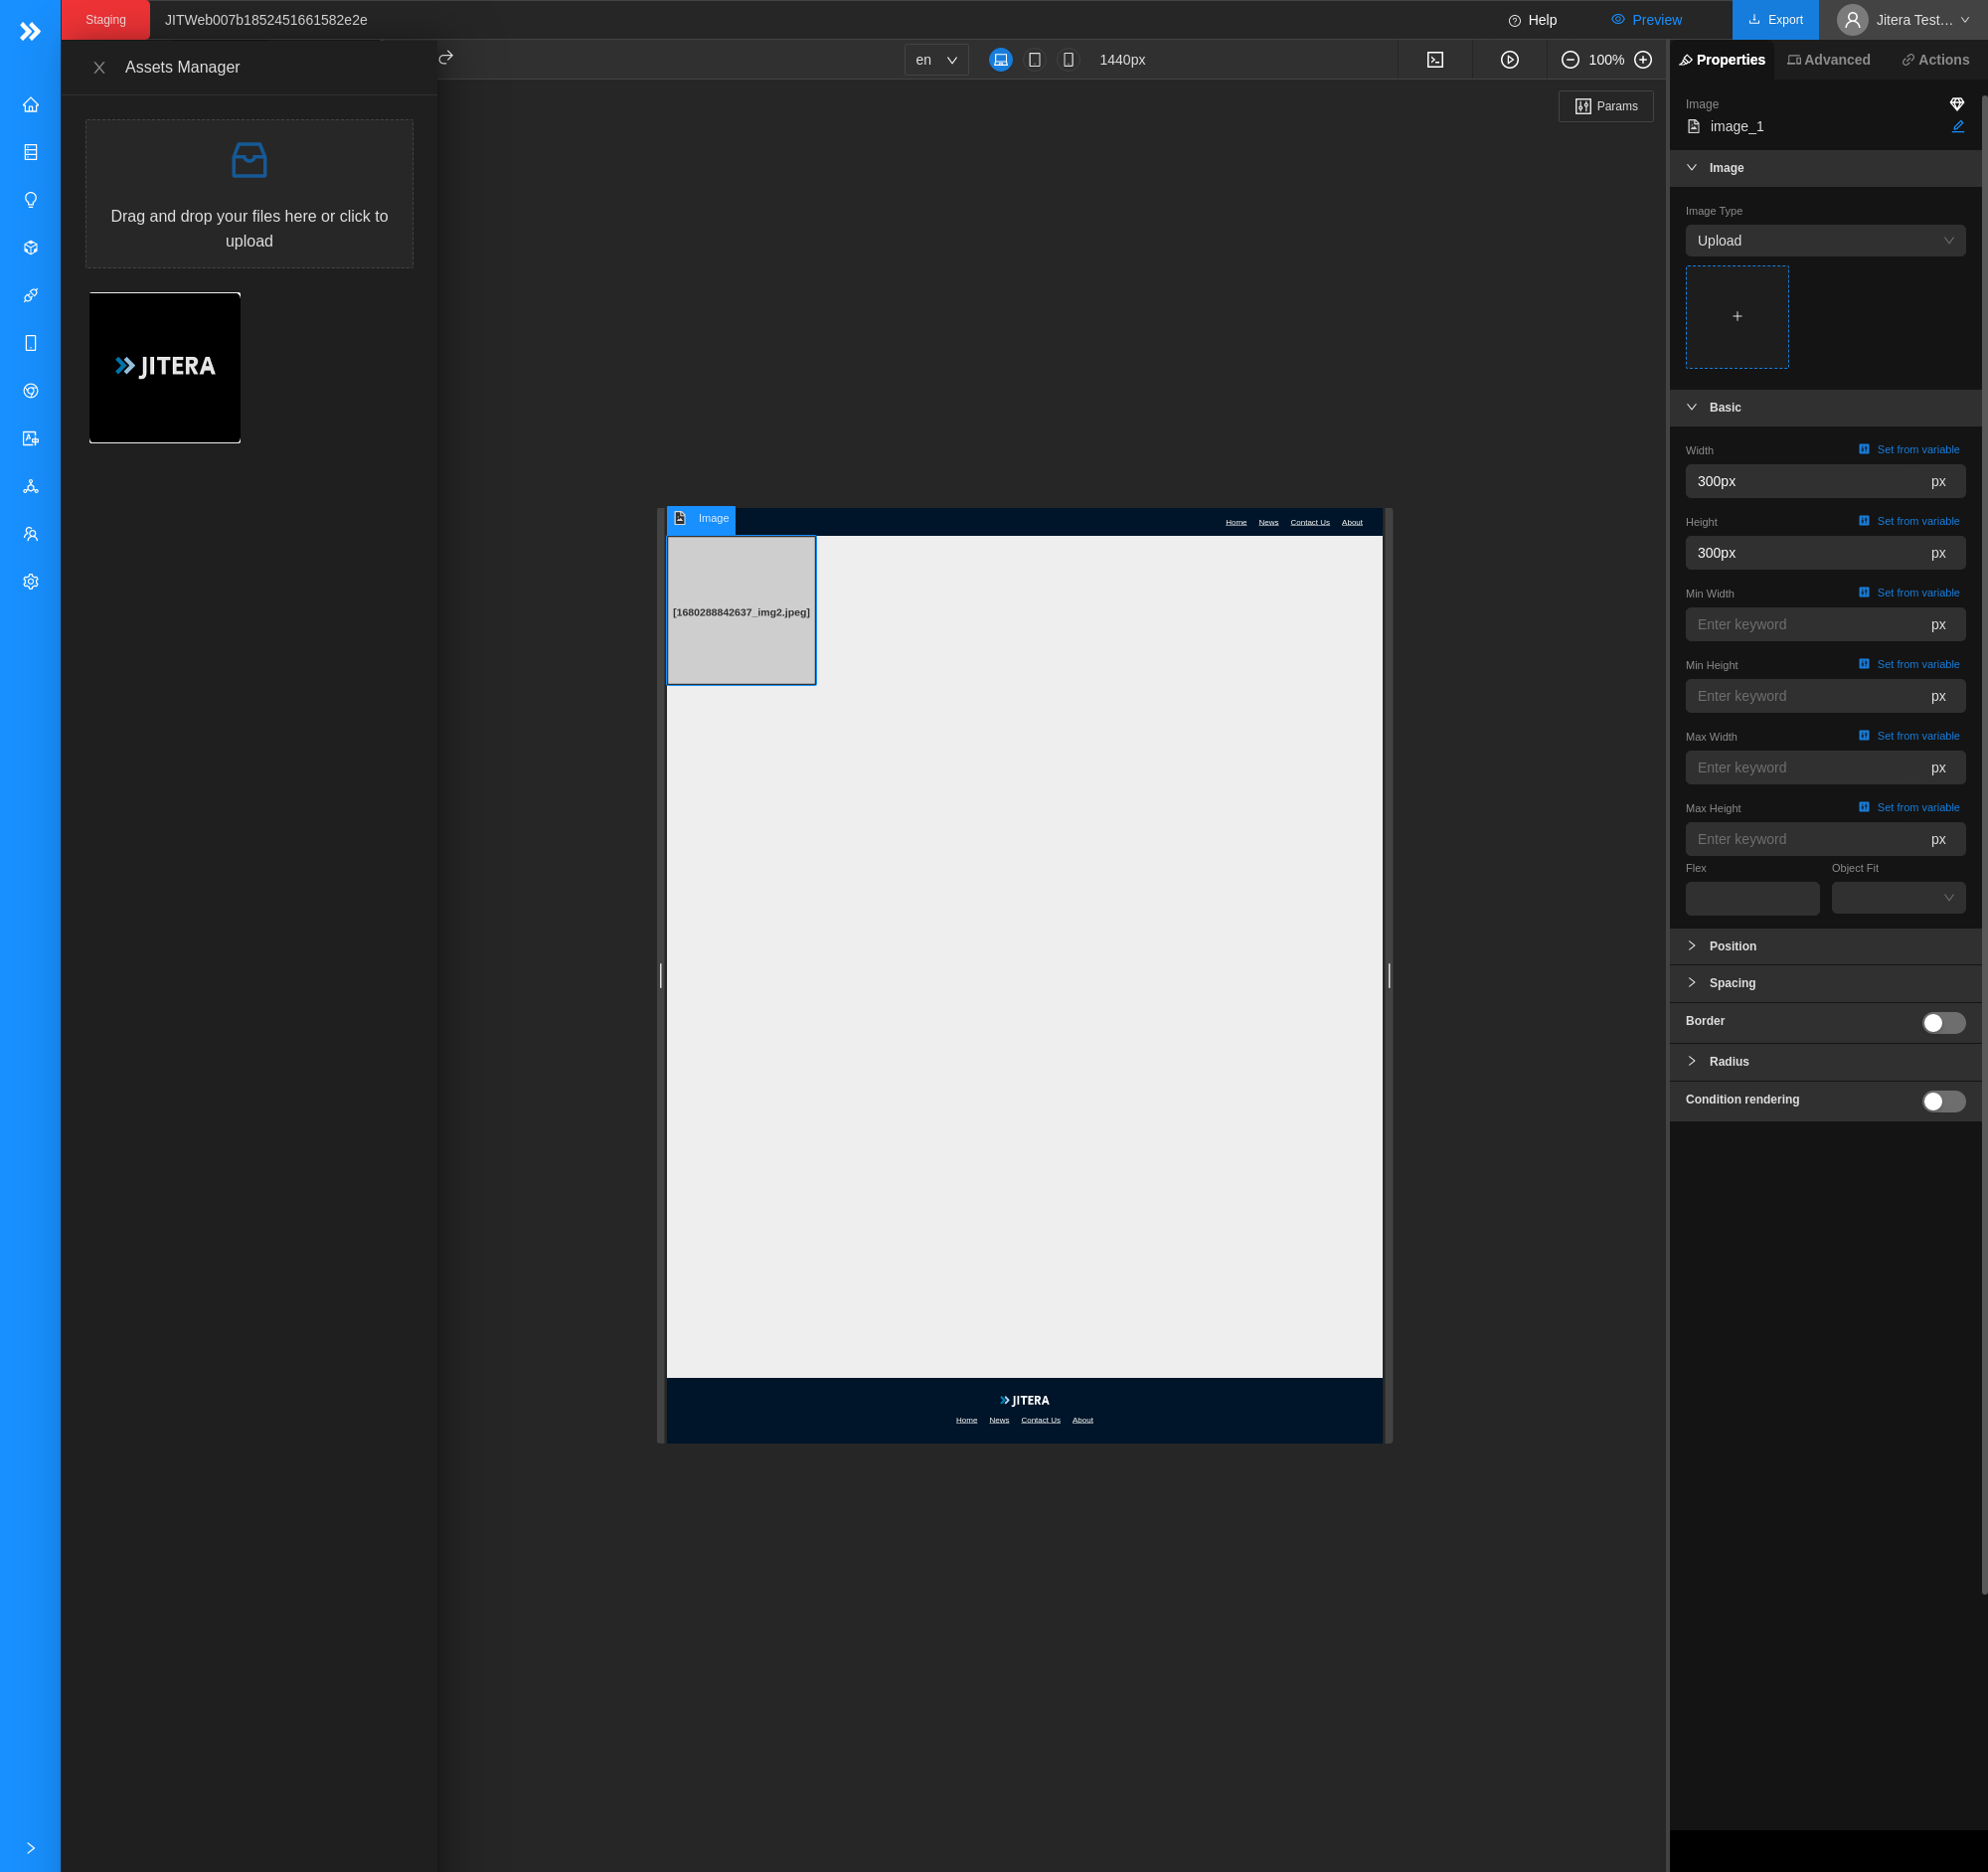 Staging
JITWeb007b1852451661582e2e
Help
Preview
Export
Jitera Test…
Assets Manager
Drag and drop your files here or click to
upload
JITERA
en
1440px
100%
Params
Image
Home News Contact Us About
[1680288842637_img2.jpeg]
JITERA
Home News Contact Us About
Properties
Advanced
Actions
Image
image_1
Image
Image Type
Upload
Basic
Width
Set from variable
300px px
Height
Set from variable
300px px
Min Width
Set from variable
Enter keyword px
Min Height
Set from variable
Enter keyword px
Max Width
Set from variable
Enter keyword px
Max Height
Set from variable
Enter keyword px
Flex
Object Fit
Position
Spacing
Border
Radius
Condition rendering